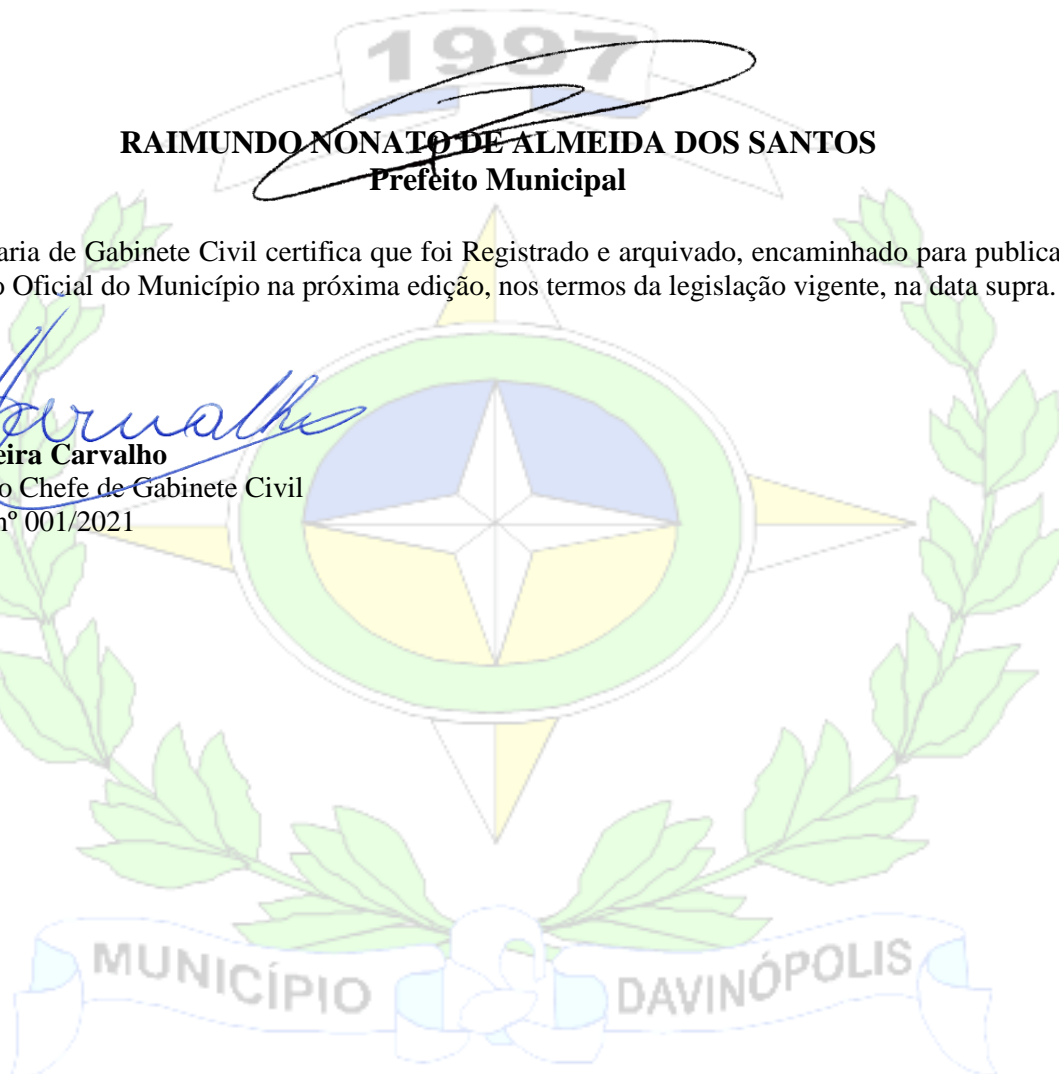 1997
RAIMUNDO NONATO DE ALMEIDA DOS SANTOS
Prefeito Municipal
aria de Gabinete Civil certifica que foi Registrado e arquivado, encaminhado para publica
o Oficial do Município na próxima edição, nos termos da legislação vigente, na data supra.
Carvalho
eira Carvalho
o Chefe de Gabinete Civil
nº 001/2021
MUNICÍPIO DAVINÓPOLIS